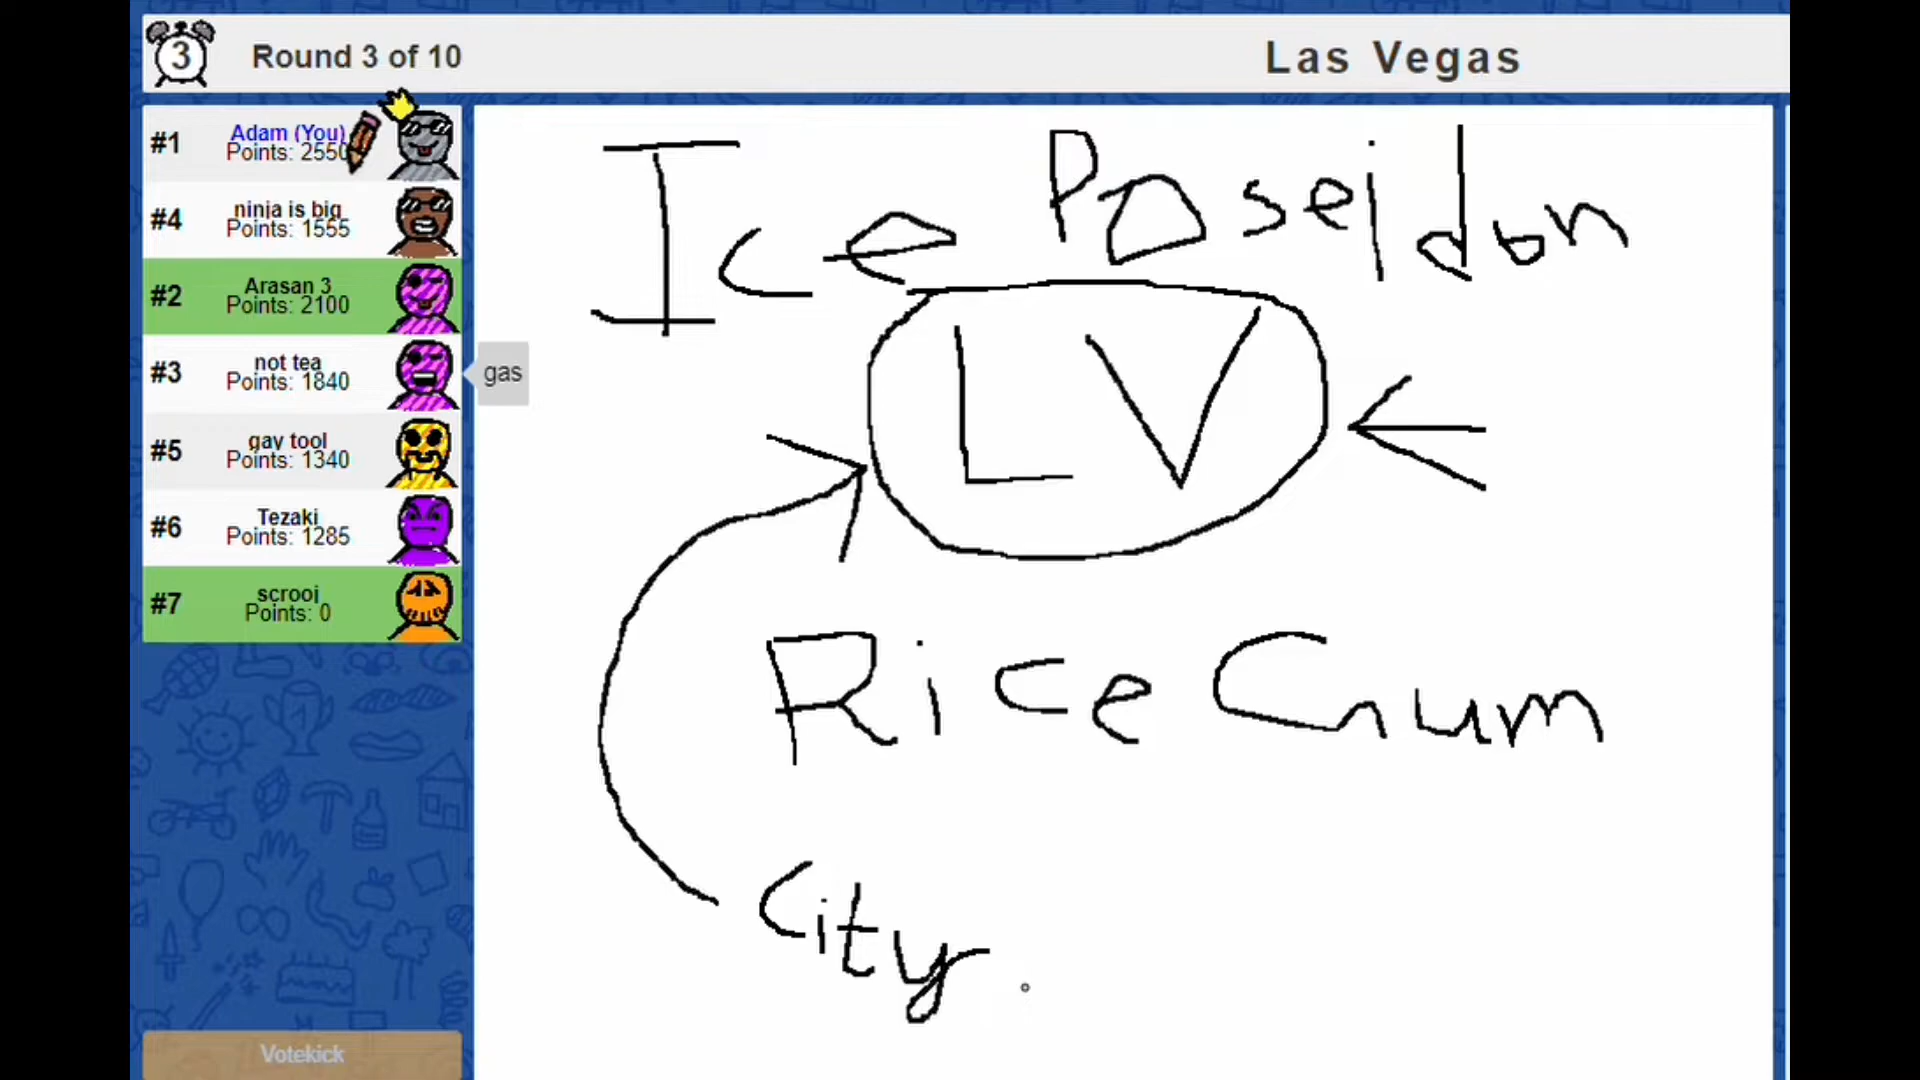 3
Round 3 of 10
Las Vegas
#1
Adam (You)
Points: 2550
#4
ninja is big
Points: 1555
#2
Arasan 3
Points: 2100
#3
not tea
Points: 1840
gas
#5
gay tool
Points: 1340
#6
Tezaki
Points: 1285
#7
scrooj
Points: 0
Votekick
Ice Poseidon
LV
RiceGum
City